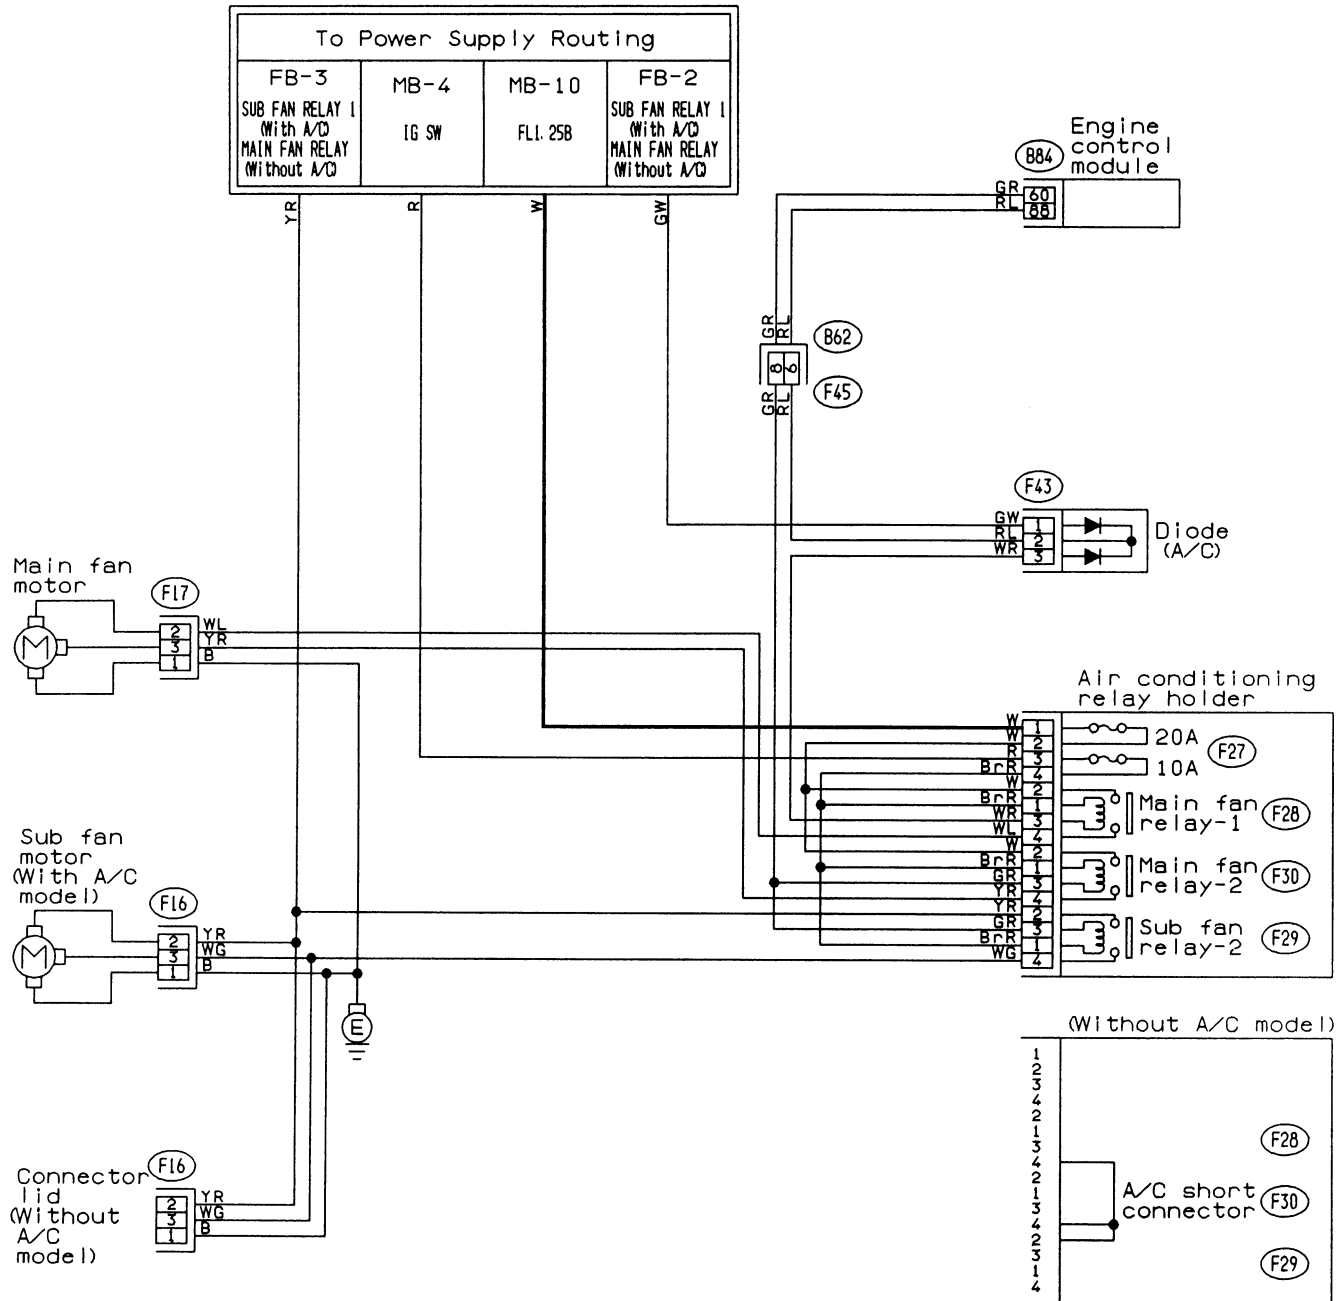 To Power Supply Routing
FB-3
SUB FAN RELAY 1
(With A/C)
MAIN FAN RELAY
(Without A/C)
MB-4
IG SW
MB-10
FL1. 25B
FB-2
SUB FAN RELAY 1
(With A/C)
MAIN FAN RELAY
(Without A/C)
YR
R
W
GW
Engine
control
module
B84
GR
RL
60
88
GR
RL
B62
8
6
F45
GR
RL
F43
GW
RL
WR
1
2
3
Diode
(A/C)
Main fan
motor
F17
M
2
3
1
WL
YR
B
Air conditioning
relay holder
W
W
R
BrR
W
BrR
WR
WL
W
BrR
GR
YR
YR
GR
BrR
WG
1
2
3
4
2
1
3
4
2
1
3
4
2
3
1
4
20A
10A
F27
Main fan
relay-1
F28
Main fan
relay-2
F30
Sub fan
relay-2
F29
Sub fan
motor
(With A/C
model)
F16
M
2
3
1
YR
WG
B
E
Connector
lid
(Without
A/C
model)
F16
2
3
1
YR
WG
B
(Without A/C model)
1
2
3
4
2
1
3
4
2
1
3
4
2
3
1
4
F28
A/C short
connector
F30
F29